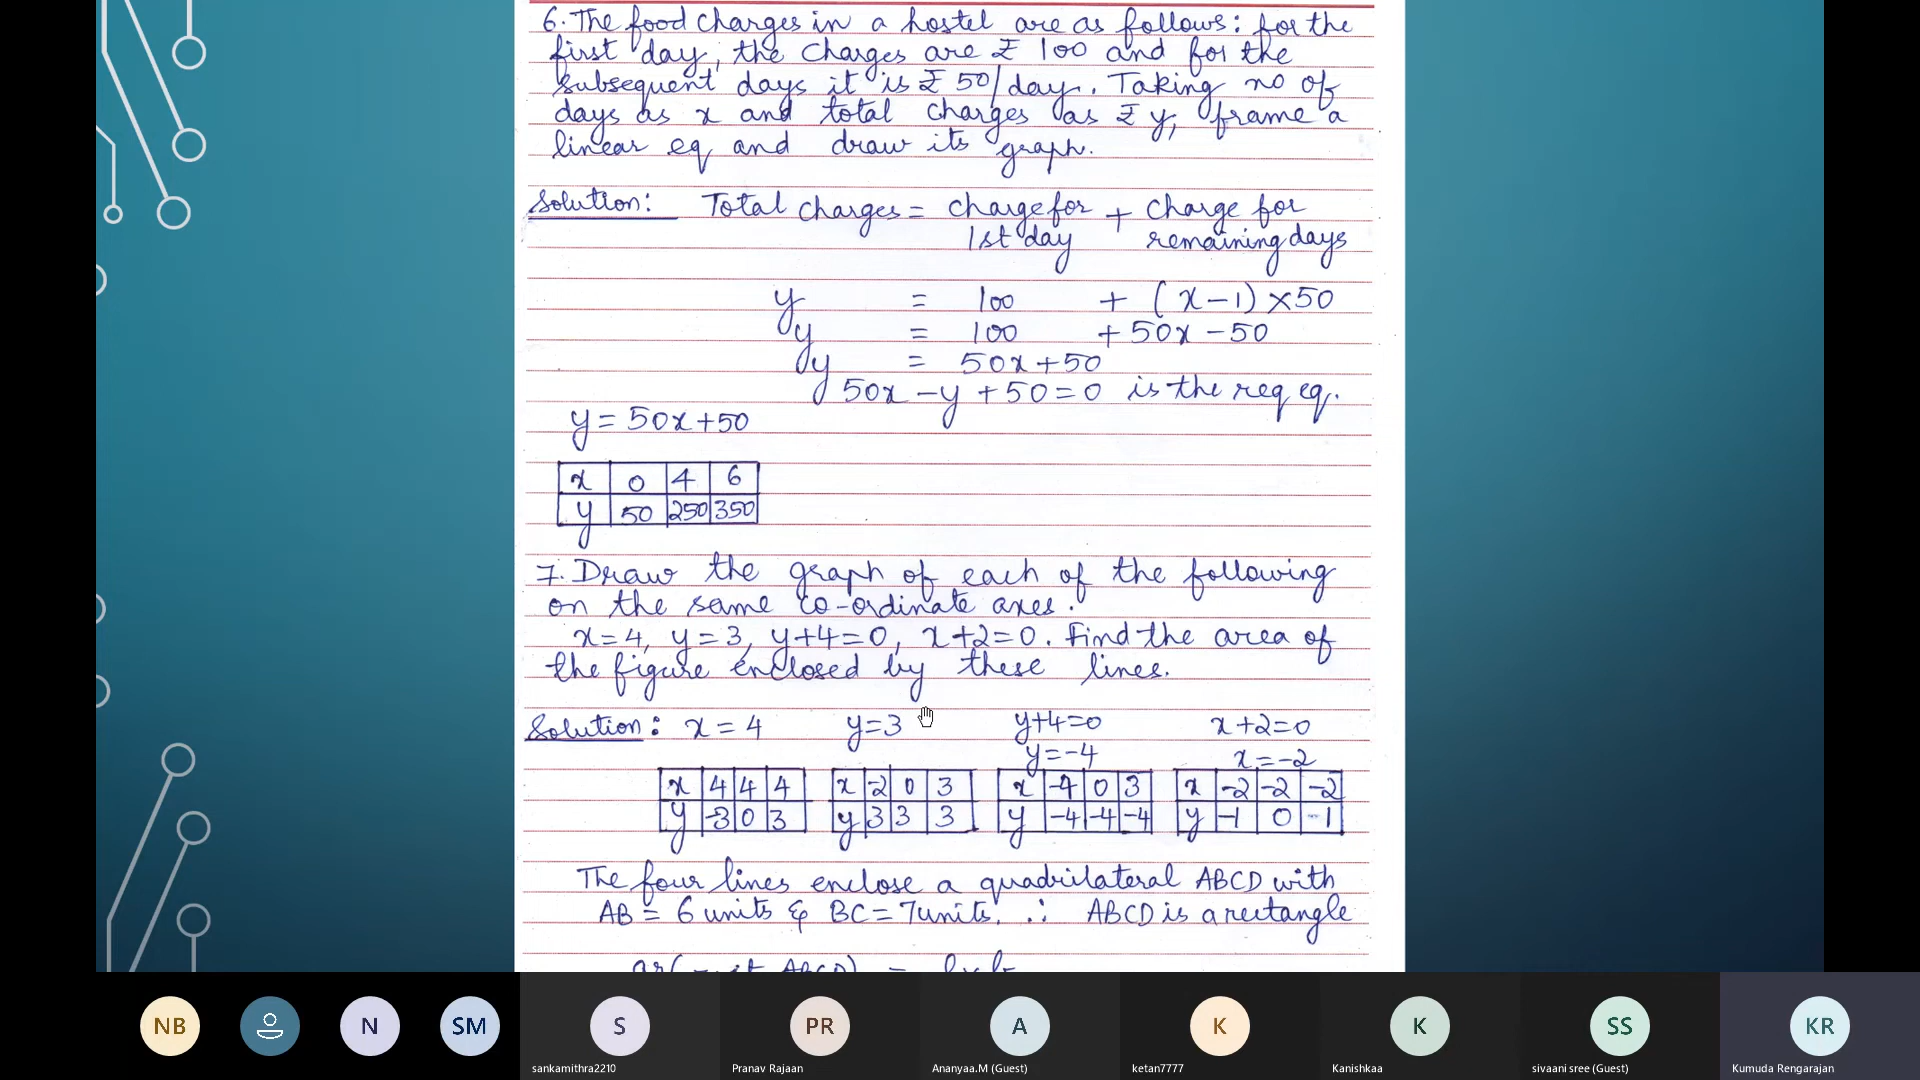 6. The food charges in a hostel are as follows: for the
first day, the charges are ₹ 100 and for the
subsequent days it is ₹ 50/day. Taking no of
days as x and total charges as ₹ y, frame a
linear eq and draw its graph.
Solution: Total charges = charge for + charge for
1st day remaining days
y = 100 + (x-1) ×50
y = 100 + 50x - 50
y = 50x+50
50x - y + 50 = 0 is the req eq.
y = 50x+50
x 0 4 6
y 50 250 350
7. Draw the graph of each of the following
on the same co-ordinate axes.
x=4, y=3, y+4=0, x+2=0. Find the area of
the figure enclosed by these lines.
Solution: x = 4 y=3 y+4=0 x+2=0
y=-4 x=-2
x 4 4 4 x -2 0 3 x -4 0 3 x -2 -2 -2
y -3 0 3 y 3 3 3 y -4 -4 -4 y -1 0 -1
The four lines enclose a quadrilateral ABCD with
AB = 6 units & BC = 7 units. ∴ ABCD is a rectangle
NB N SM S PR A K K SS KR
sankamithra2210 Pranav Rajaan Ananyaa.M (Guest) ketan7777 Kanishkaa sivaani sree (Guest) Kumuda Rengarajan